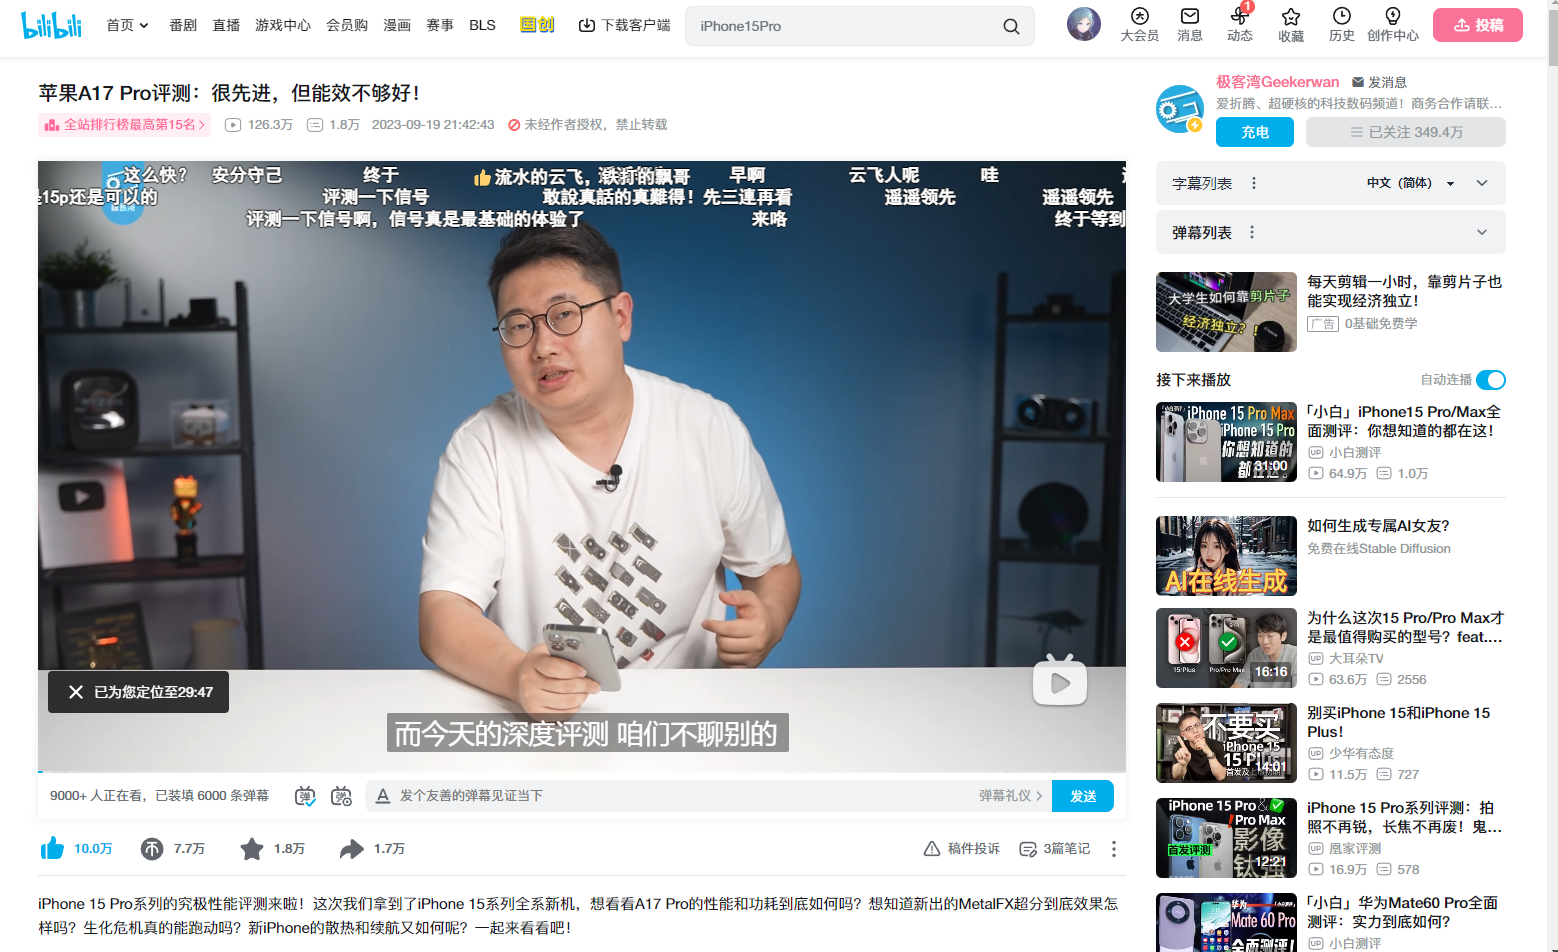 bilibili
首页 番剧 直播 游戏中心 会员购 漫画 赛事 BLS 国创 下载客户端
iPhone15Pro
大会员 消息 1 动态 收藏 历史 创作中心 投稿
苹果A17 Pro评测：很先进，但能效不够好！
全站排行榜最高第15名 126.3万 1.8万 2023-09-19 21:42:43 未经作者授权，禁止转载
这么快？ 安分守己 终于 流水的云飞， 飘哥 早啊 云飞人呢 哇
15p还是可以的 评测一下信号 敢說真話的真難得！先三連再看 遥遥领先 遥遥领先
评测一下信号啊，信号真是最基础的体验了 来咯 终于等到
已为您定位至29:47
而今天的深度评测 咱们不聊别的
9000+ 人正在看，已装填 6000 条弹幕 弹 弹 A 发个友善的弹幕见证当下 弹幕礼仪 发送
10.0万 7.7万 1.8万 1.7万 稿件投诉 3篇笔记
iPhone 15 Pro系列的究极性能评测来啦！这次我们拿到了iPhone 15系列全系新机，想看看A17 Pro的性能和功耗到底如何吗？想知道新出的MetalFX超分到底效果怎
样吗？生化危机真的能跑动吗？新iPhone的散热和续航又如何呢？一起来看看吧！
极客湾Geekerwan 发消息
爱折腾、超硬核的科技数码频道！商务合作请联...
充电 已关注 349.4万
字幕列表 中文（简体）
弹幕列表
大学生如何靠剪片子
经济独立？！
每天剪辑一小时，靠剪片子也
能实现经济独立！
广告 0基础免费学
接下来播放 自动连播
iPhone 15 Pro Max
iPhone 15 Pro
你想知道的
都在这
31:00
「小白」iPhone15 Pro/Max全
面测评：你想知道的都在这！
UP 小白测评
64.9万 1.0万
AI在线生成
如何生成专属AI女友？
免费在线Stable Diffusion
15/Plus Pro/Pro Max
16:16
为什么这次15 Pro/Pro Max才
是最值得购买的型号？feat....
UP 大耳朵TV
63.6万 2556
不要买
iPhone 15
15 Plus
14:01
别买iPhone 15和iPhone 15
Plus！
UP 少华有态度
11.5万 727
iPhone 15 Pro &
Pro Max
影像
首发评测
12:21
iPhone 15 Pro系列评测：拍
照不再锐，长焦不再废！鬼...
UP 凰家评测
16.9万 578
华为
Mate 60 Pro
全面测评
「小白」华为Mate60 Pro全面
测评：实力到底如何？
UP 小白测评